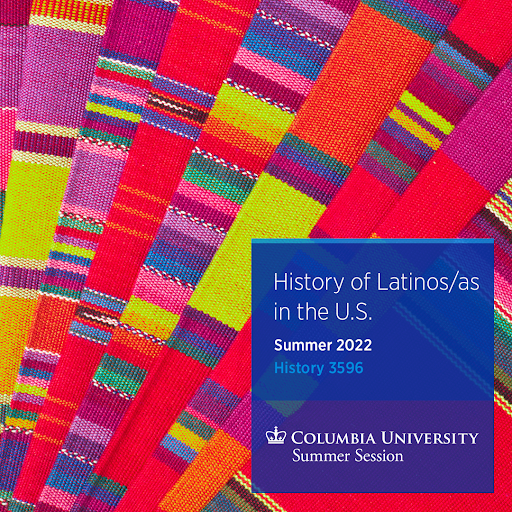 History of Latinos/as
in the U.S.
Summer 2022
History 3596
COLUMBIA UNIVERSITY
Summer Session